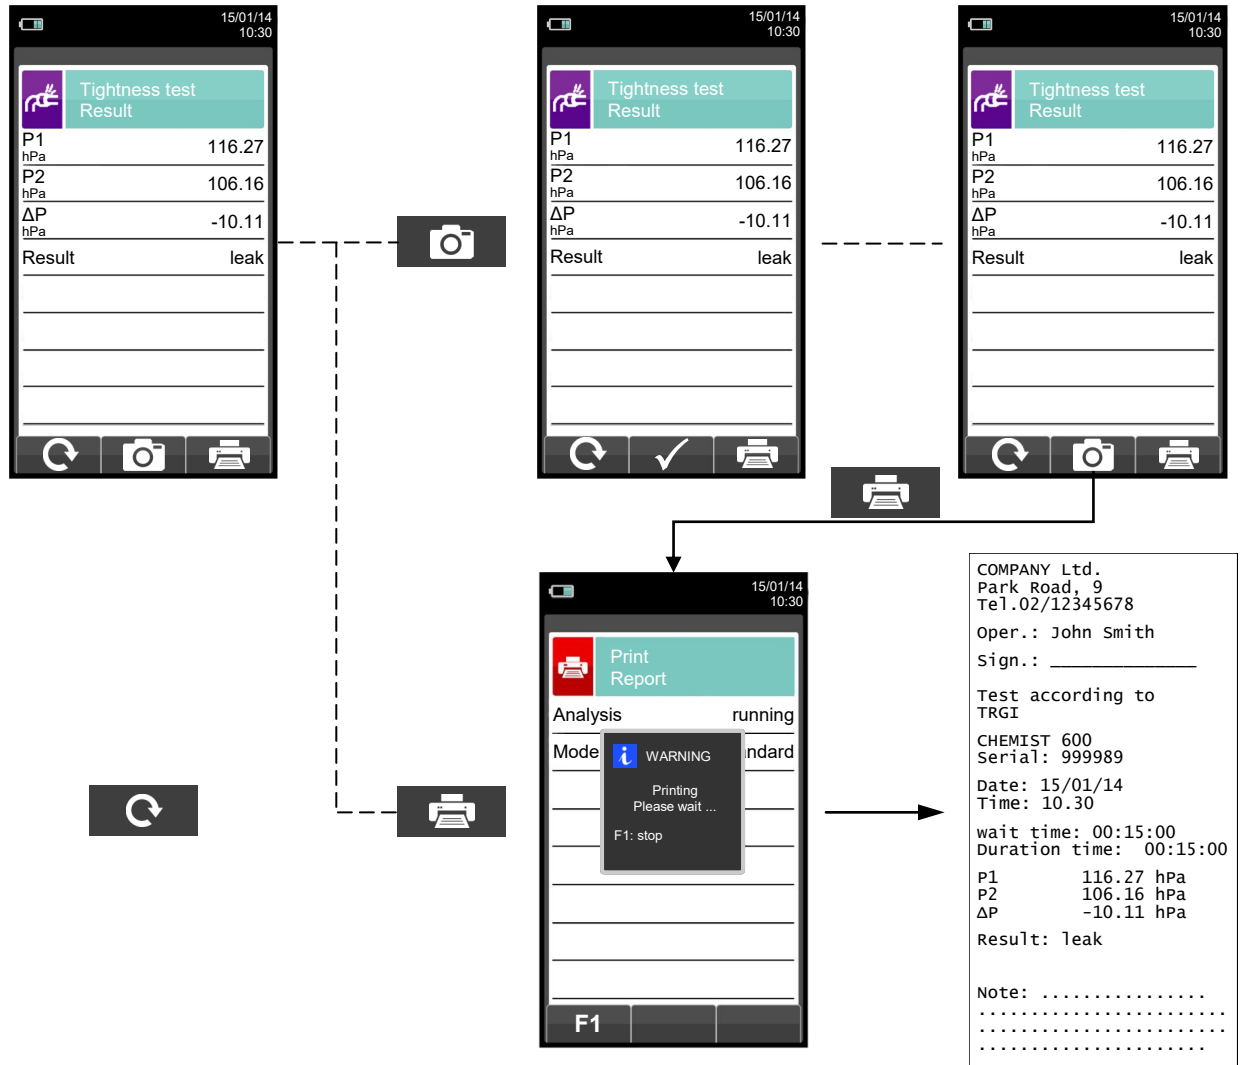 15/01/14
10:30
Tightness test
Result
P1
hPa
116.27
P2
hPa
106.16
ΔP
hPa
-10.11
Result leak
15/01/14
10:30
Tightness test
Result
P1
hPa
116.27
P2
hPa
106.16
ΔP
hPa
-10.11
Result leak
15/01/14
10:30
Tightness test
Result
P1
hPa
116.27
P2
hPa
106.16
ΔP
hPa
-10.11
Result leak
15/01/14
10:30
Print
Report
Analysis running
Mode ndard
i WARNING
Printing
Please wait ...
F1: stop
F1
COMPANY Ltd.
Park Road, 9
Tel.02/12345678
Oper.: John Smith
Sign.: ______________
Test according to
TRGI
CHEMIST 600
Serial: 999989
Date: 15/01/14
Time: 10.30
wait time: 00:15:00
Duration time: 00:15:00
P1 116.27 hPa
P2 106.16 hPa
ΔP -10.11 hPa
Result: leak
Note: ................
........................
........................
......................